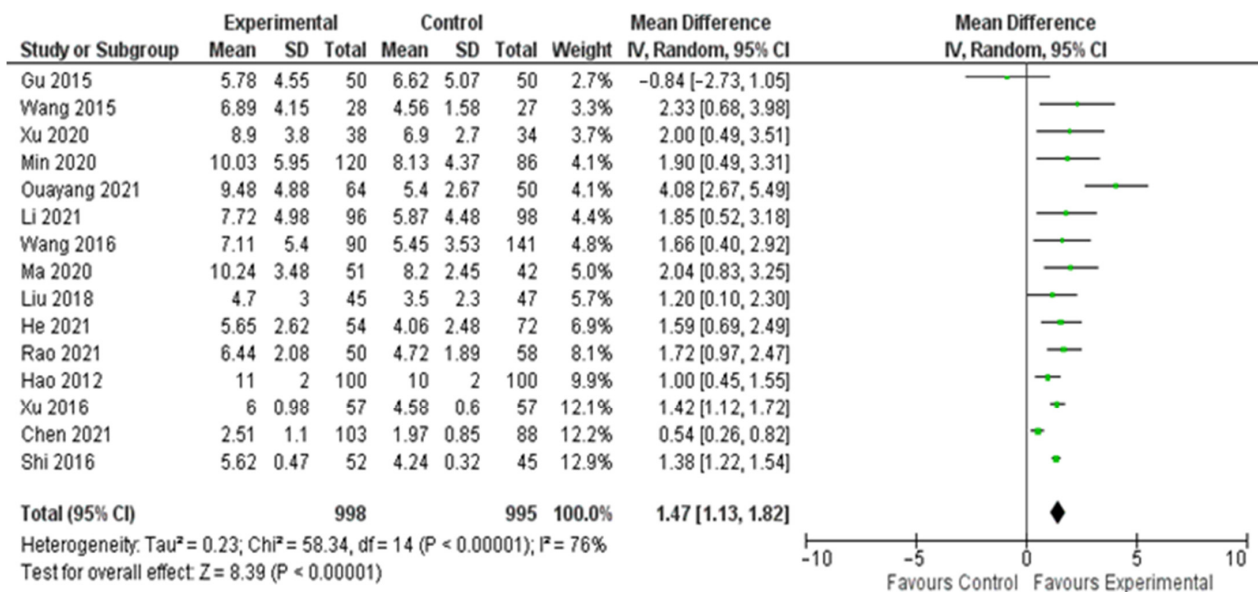 Experimental Control Mean Difference Mean Difference
Study or Subgroup Mean SD Total Mean SD Total Weight IV, Random, 95% CI IV, Random, 95% CI
Gu 2015 5.78 4.55 50 6.62 5.07 50 2.7% −0.84 [−2.73, 1.05]
Wang 2015 6.89 4.15 28 4.56 1.58 27 3.3% 2.33 [0.68, 3.98]
Xu 2020 8.9 3.8 38 6.9 2.7 34 3.7% 2.00 [0.49, 3.51]
Min 2020 10.03 5.95 120 8.13 4.37 86 4.1% 1.90 [0.49, 3.31]
Ouayang 2021 9.48 4.88 64 5.4 2.67 50 4.1% 4.08 [2.67, 5.49]
Li 2021 7.72 4.98 96 5.87 4.48 98 4.4% 1.85 [0.52, 3.18]
Wang 2016 7.11 5.4 90 5.45 3.53 141 4.8% 1.66 [0.40, 2.92]
Ma 2020 10.24 3.48 51 8.2 2.45 42 5.0% 2.04 [0.83, 3.25]
Liu 2018 4.7 3 45 3.5 2.3 47 5.7% 1.20 [0.10, 2.30]
He 2021 5.65 2.62 54 4.06 2.48 72 6.9% 1.59 [0.69, 2.49]
Rao 2021 6.44 2.08 50 4.72 1.89 58 8.1% 1.72 [0.97, 2.47]
Hao 2012 11 2 100 10 2 100 9.9% 1.00 [0.45, 1.55]
Xu 2016 6 0.98 57 4.58 0.6 57 12.1% 1.42 [1.12, 1.72]
Chen 2021 2.51 1.1 103 1.97 0.85 88 12.2% 0.54 [0.26, 0.82]
Shi 2016 5.62 0.47 52 4.24 0.32 45 12.9% 1.38 [1.22, 1.54]
Total (95% CI) 998 995 100.0% 1.47 [1.13, 1.82]
Heterogeneity: Tau² = 0.23; Chi² = 58.34, df = 14 (P < 0.00001); I² = 76%
Test for overall effect: Z = 8.39 (P < 0.00001)
−10 −5 0 5 10
Favours Control Favours Experimental